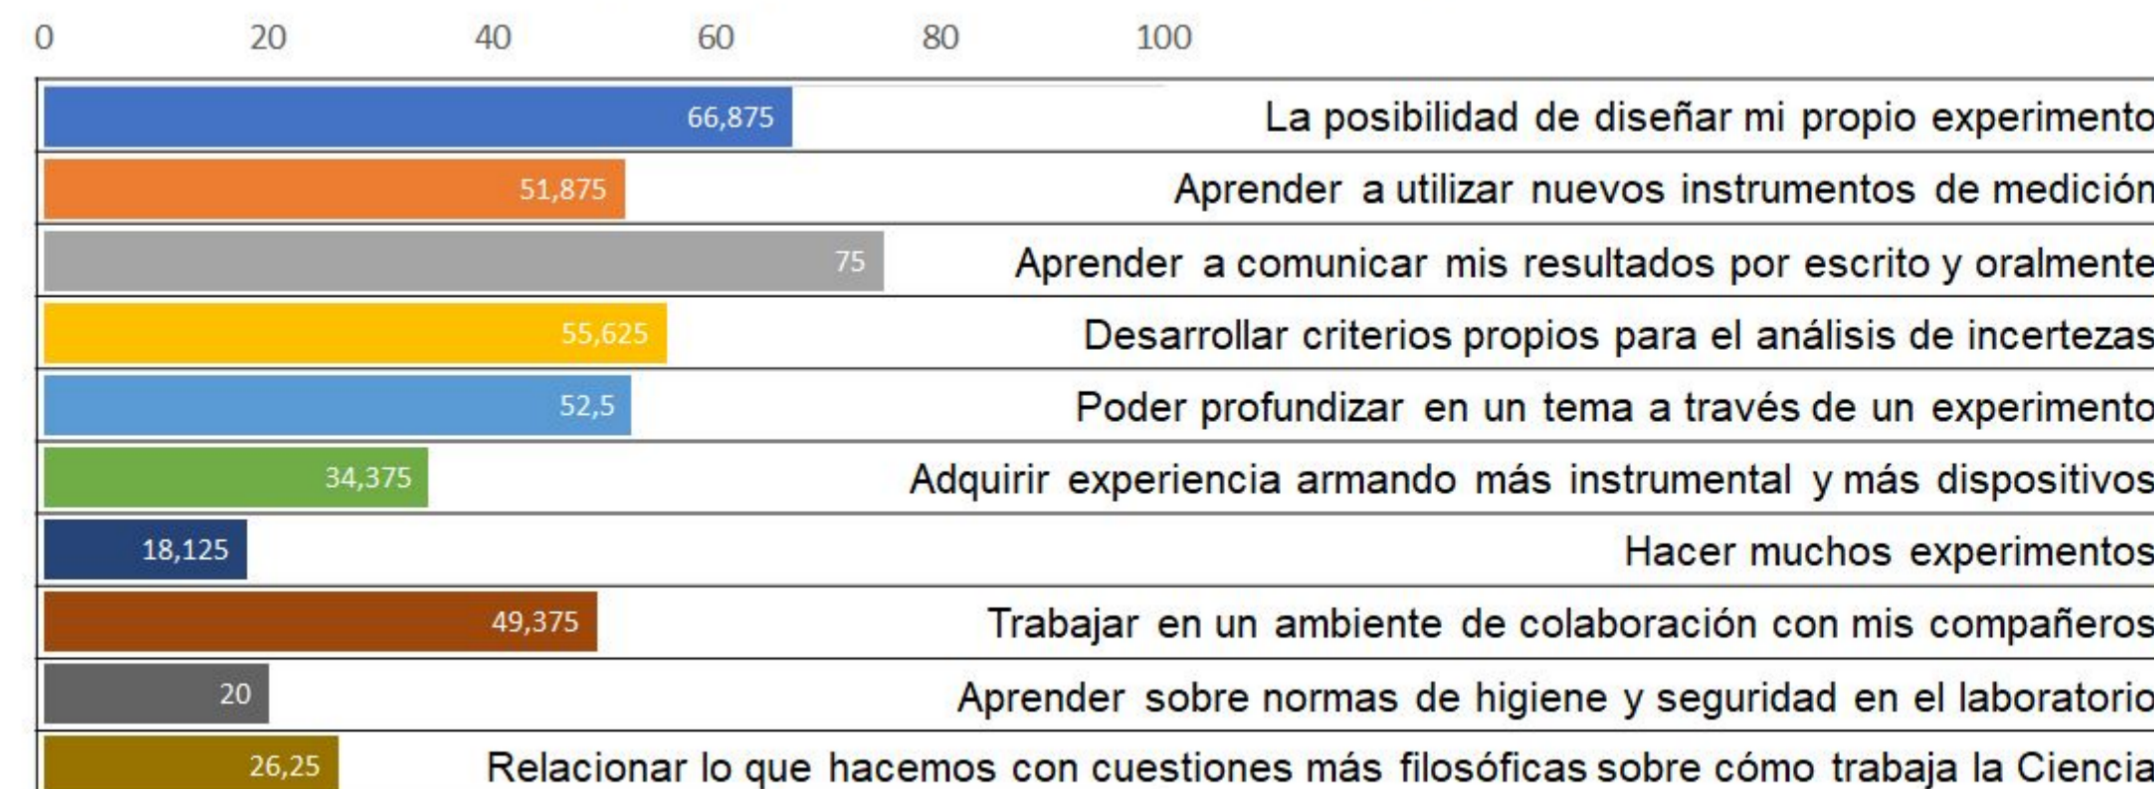 0 20 40 60 80 100
66,875 La posibilidad de diseñar mi propio experimento
51,875 Aprender a utilizar nuevos instrumentos de medición
75 Aprender a comunicar mis resultados por escrito y oralmente
55,625 Desarrollar criterios propios para el análisis de incertezas
52,5 Poder profundizar en un tema a través de un experimento
34,375 Adquirir experiencia armando más instrumental y más dispositivos
18,125 Hacer muchos experimentos
49,375 Trabajar en un ambiente de colaboración con mis compañeros
20 Aprender sobre normas de higiene y seguridad en el laboratorio
26,25 Relacionar lo que hacemos con cuestiones más filosóficas sobre cómo trabaja la Ciencia